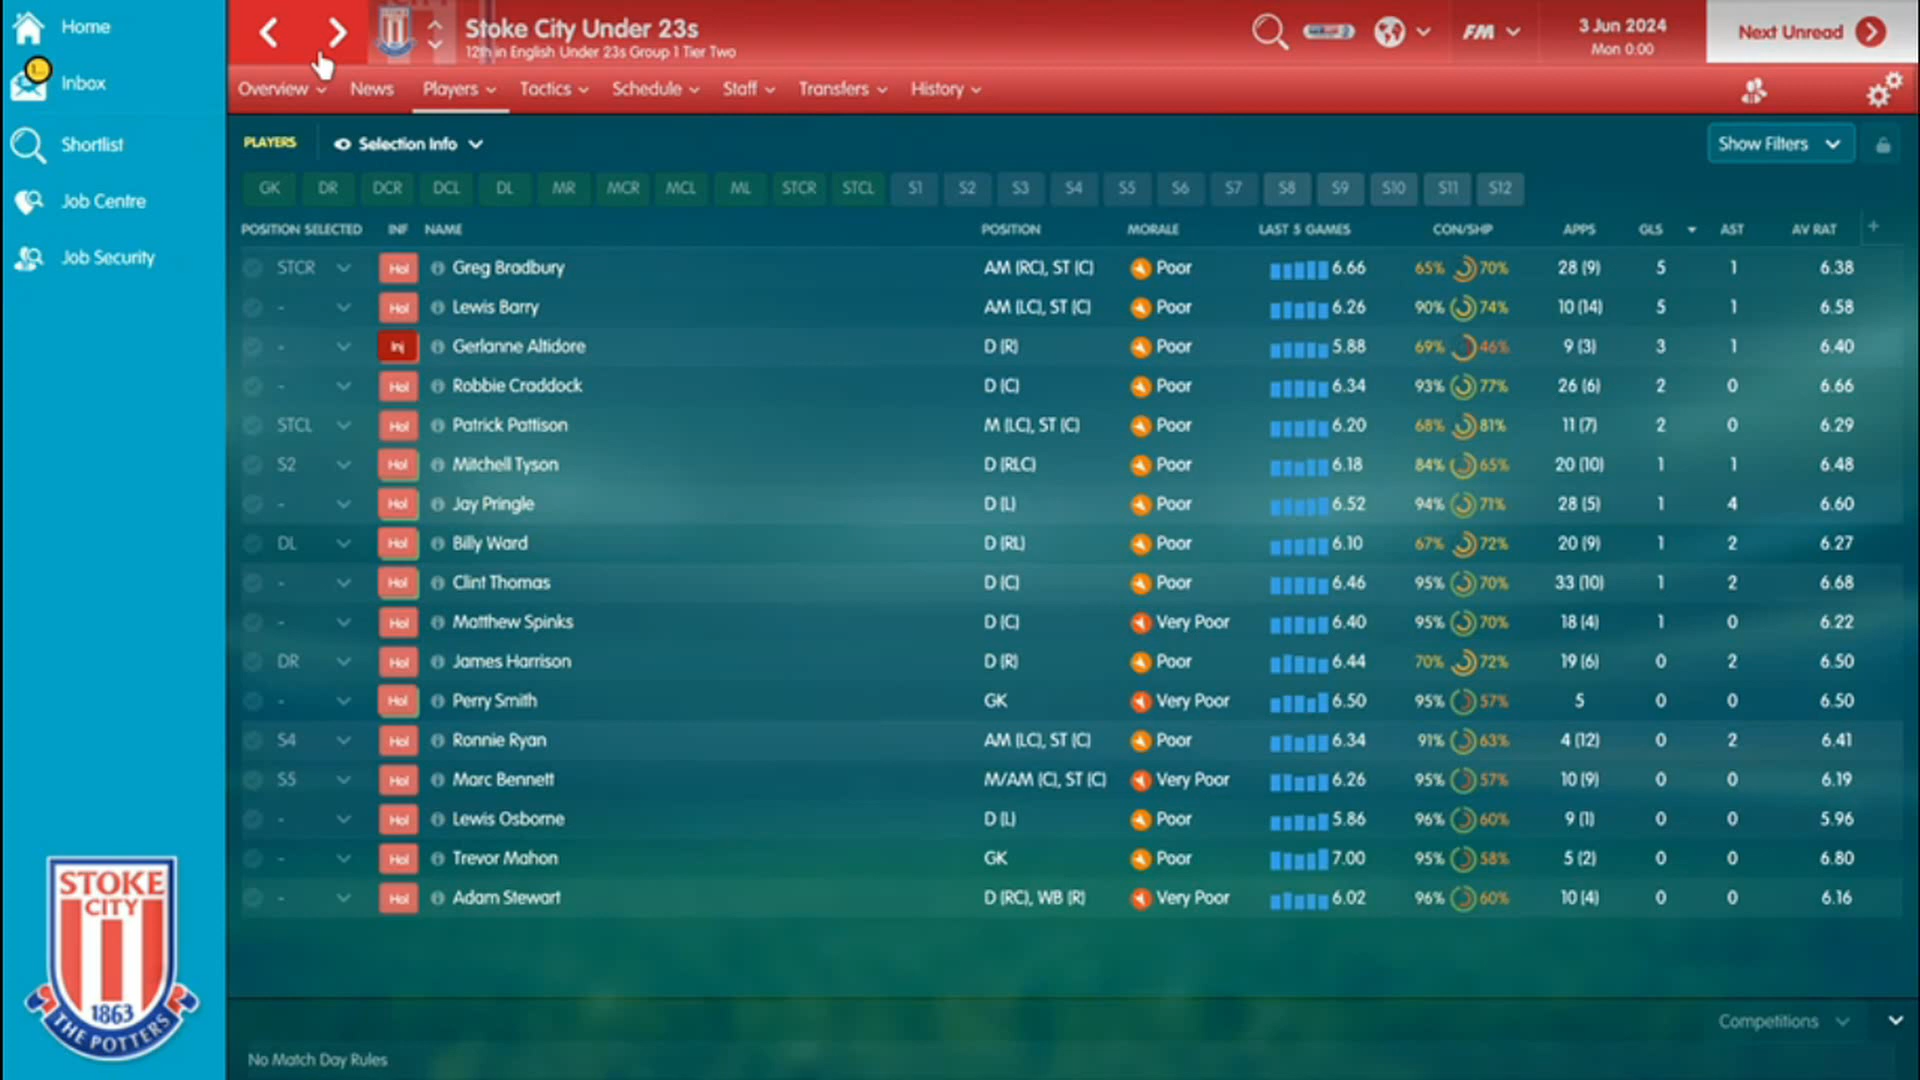 Home
Inbox
Shortlist
Job Centre
Job Security
Stoke City Under 23s
12th in English Under 23s Group 1 Tier Two
FM
3 Jun 2024
Mon 0:00
Next Unread
Overview News Players Tactics Schedule Staff Transfers History
PLAYERS Selection Info Show Filters
GK DR DCR DCL DL MR MCR MCL ML STCR STCL S1 S2 S3 S4 S5 S6 S7 S8 S9 S10 S11 S12
POSITION SELECTED INF NAME POSITION MORALE LAST 5 GAMES CON/SHP APPS GLS AST AV RAT +
STCR Hol Greg Bradbury AM (RC), ST (C) Poor 6.66 65% 70% 28 (9) 5 1 6.38
- Hol Lewis Barry AM (LC), ST (C) Poor 6.26 90% 74% 10 (14) 5 1 6.58
- Inj Gerlanne Altidore D (R) Poor 5.88 69% 46% 9 (3) 3 1 6.40
- Hol Robbie Craddock D (C) Poor 6.34 93% 77% 26 (6) 2 0 6.66
STCL Hol Patrick Pattison M (LC), ST (C) Poor 6.20 68% 81% 11 (7) 2 0 6.29
S2 Hol Mitchell Tyson D (RLC) Poor 6.18 84% 65% 20 (10) 1 1 6.48
- Hol Jay Pringle D (L) Poor 6.52 94% 71% 28 (5) 1 4 6.60
DL Hol Billy Ward D (RL) Poor 6.10 67% 72% 20 (9) 1 2 6.27
- Hol Clint Thomas D (C) Poor 6.46 95% 70% 33 (10) 1 2 6.68
- Hol Matthew Spinks D (C) Very Poor 6.40 95% 70% 18 (4) 1 0 6.22
DR Hol James Harrison D (R) Poor 6.44 70% 72% 19 (6) 0 2 6.50
- Hol Perry Smith GK Very Poor 6.50 95% 57% 5 0 0 6.50
S4 Hol Ronnie Ryan AM (LC), ST (C) Poor 6.34 91% 63% 4 (12) 0 2 6.41
S5 Hol Marc Bennett M/AM (C), ST (C) Very Poor 6.26 95% 57% 10 (9) 0 0 6.19
- Hol Lewis Osborne D (L) Poor 5.86 96% 60% 9 (1) 0 0 5.96
- Hol Trevor Mahon GK Poor 7.00 95% 58% 5 (2) 0 0 6.80
- Hol Adam Stewart D (RC), WB (R) Very Poor 6.02 96% 60% 10 (4) 0 0 6.16
STOKE
CITY
1863
THE POTTERS
Competitions
No Match Day Rules